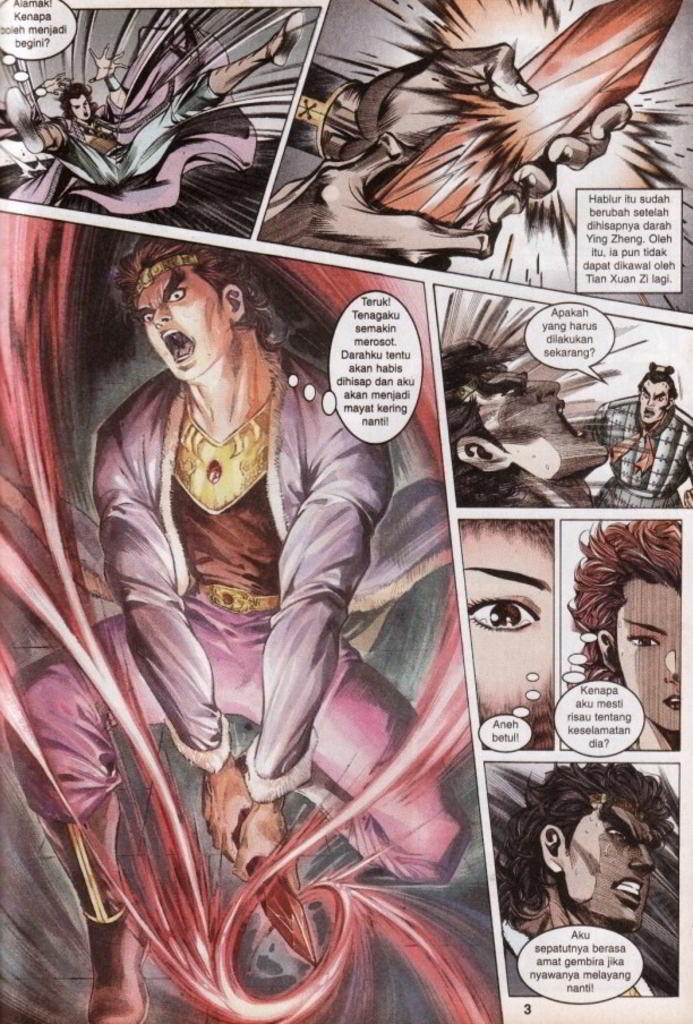 Alamak!
Kenapa
boleh menjadi
begini?
Hablur itu sudah
berubah setelah
dihisapnya darah
Ying Zheng. Oleh
itu, ia pun tidak
dapat dikawal oleh
Tian Xuan Zi lagi.
Teruk!
Tenagaku
semakin
merosot.
Darahku tentu
akan habis
dihisap dan aku
akan menjadi
mayat kering
nanti!
Apakah
yang harus
dilakukan
sekarang?
Aneh
betul!
Kenapa
aku mesti
risau tentang
keselamatan
dia?
Aku
sepatutnya berasa
amat gembira jika
nyawanya melayang
nanti!
3